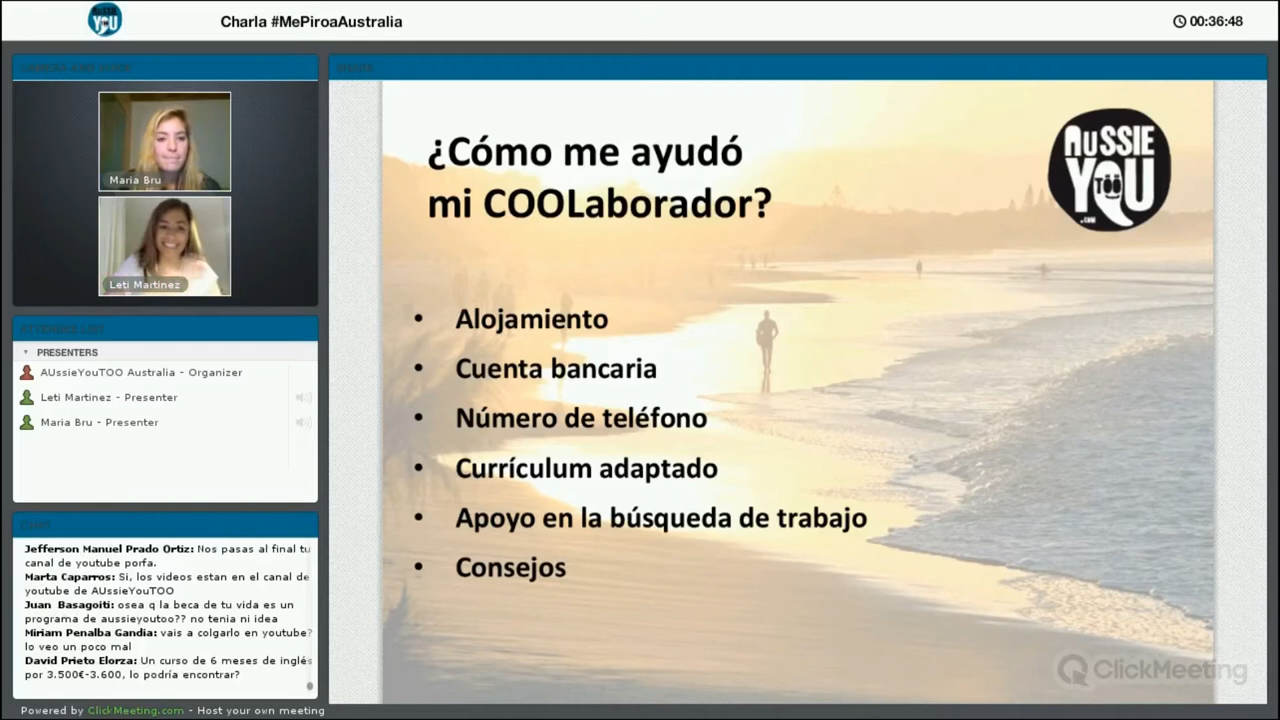 AUSSIE
YOU
Charla #MePiroaAustralia
00:36:48
Maria Bru
Leti Martinez
ATTENDEE LIST
PRESENTERS
AUssieYouTOO Australia - Organizer
Leti Martinez - Presenter
Maria Bru - Presenter
CHAT
Jefferson Manuel Prado Ortiz: Nos pasas al final tu
canal de youtube porfa.
Marta Caparros: Si, los videos estan en el canal de
youtube de AUssieYouTOO
Juan Basagoiti: osea q la beca de tu vida es un
programa de aussieyoutoo?? no tenia ni idea
Miriam Penalba Gandia: vais a colgarlo en youtube?
lo veo un poco mal
David Prieto Elorza: Un curso de 6 meses de inglés
por 3.500€-3.600, lo podría encontrar?
Powered by ClickMeeting.com - Host your own meeting
SHARE
¿Cómo me ayudó
mi COOLaborador?
• Alojamiento
• Cuenta bancaria
• Número de teléfono
• Currículum adaptado
• Apoyo en la búsqueda de trabajo
• Consejos
AUSSIE
YOU
TOO
.COM
ClickMeeting